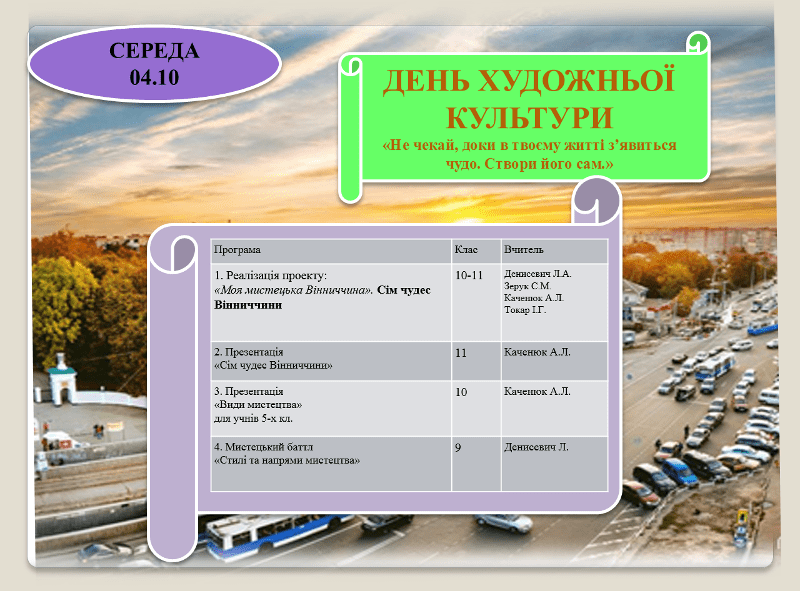 СЕРЕДА
04.10
ДЕНЬ ХУДОЖНЬОЇ
КУЛЬТУРИ
«Не чекай, доки в твоєму житті з’явиться
чудо. Створи його сам.»
Програма Клас Вчитель
1. Реалізація проекту: 10-11 Денисевич Л.А.
«Моя мистецька Вінниччина». Сім чудес Зерук С.М.
Вінниччини Каченюк А.Л.
Токар І.Г.
2. Презентація 11 Каченюк А.Л.
«Сім чудес Вінниччини»
3. Презентація 10 Каченюк А.Л.
«Види мистецтва»
для учнів 5-х кл.
4. Мистецький баттл 9 Денисевич Л.
«Стилі та напрями мистецтва»